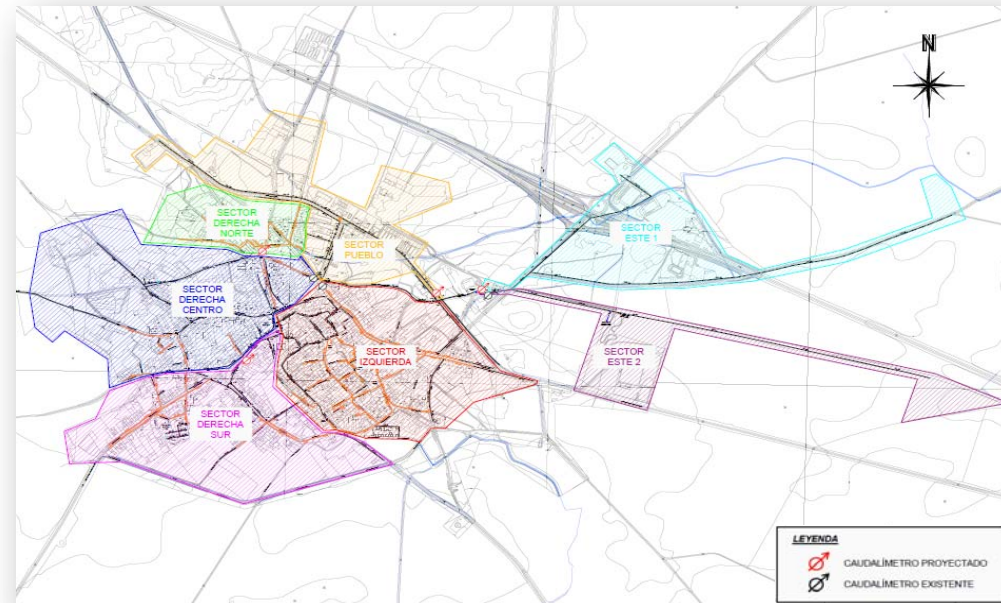 N
SECTOR
DERECHA
NORTE
SECTOR
PUEBLO
SECTOR
ESTE 1
SECTOR
DERECHA
CENTRO
SECTOR
IZQUIERDA
SECTOR
ESTE 2
SECTOR
DERECHA
SUR
LEYENDA
CAUDALÍMETRO PROYECTADO
CAUDALÍMETRO EXISTENTE